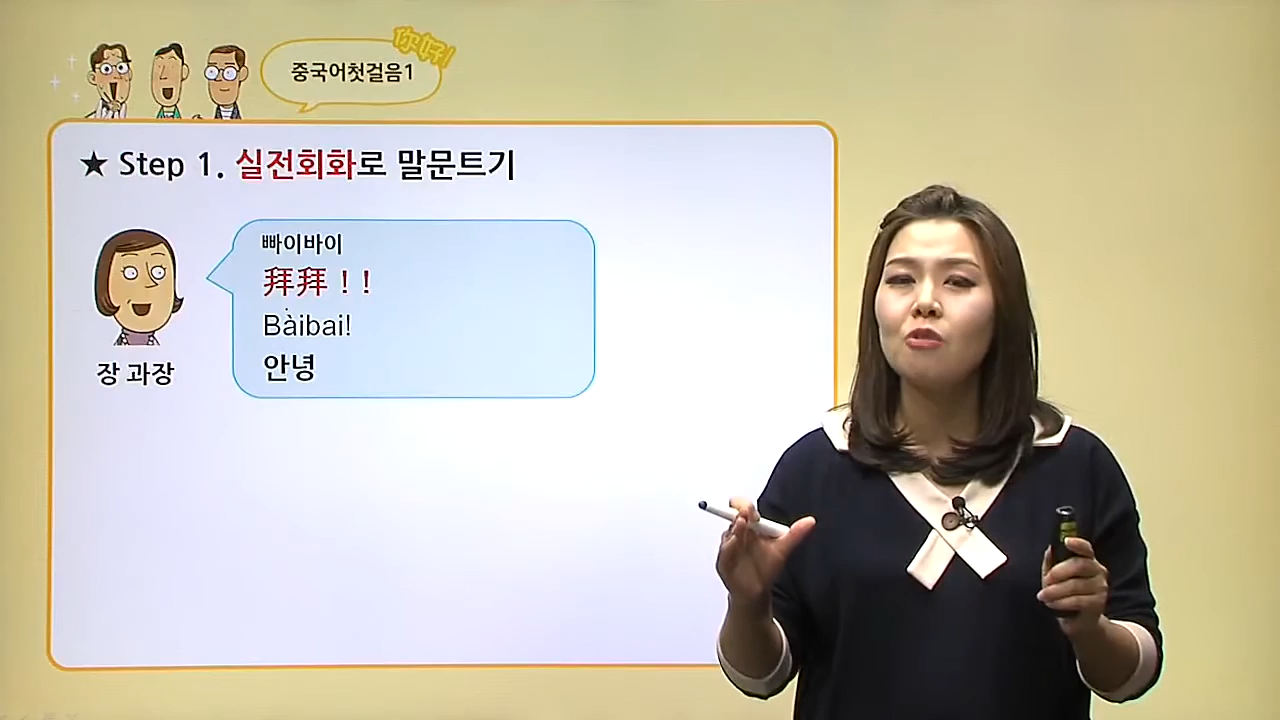 你好!
중국어첫걸음1
★ Step 1. 실전회화로 말문트기
빠이바이
拜拜！！
Bàibai!
안녕
장 과장